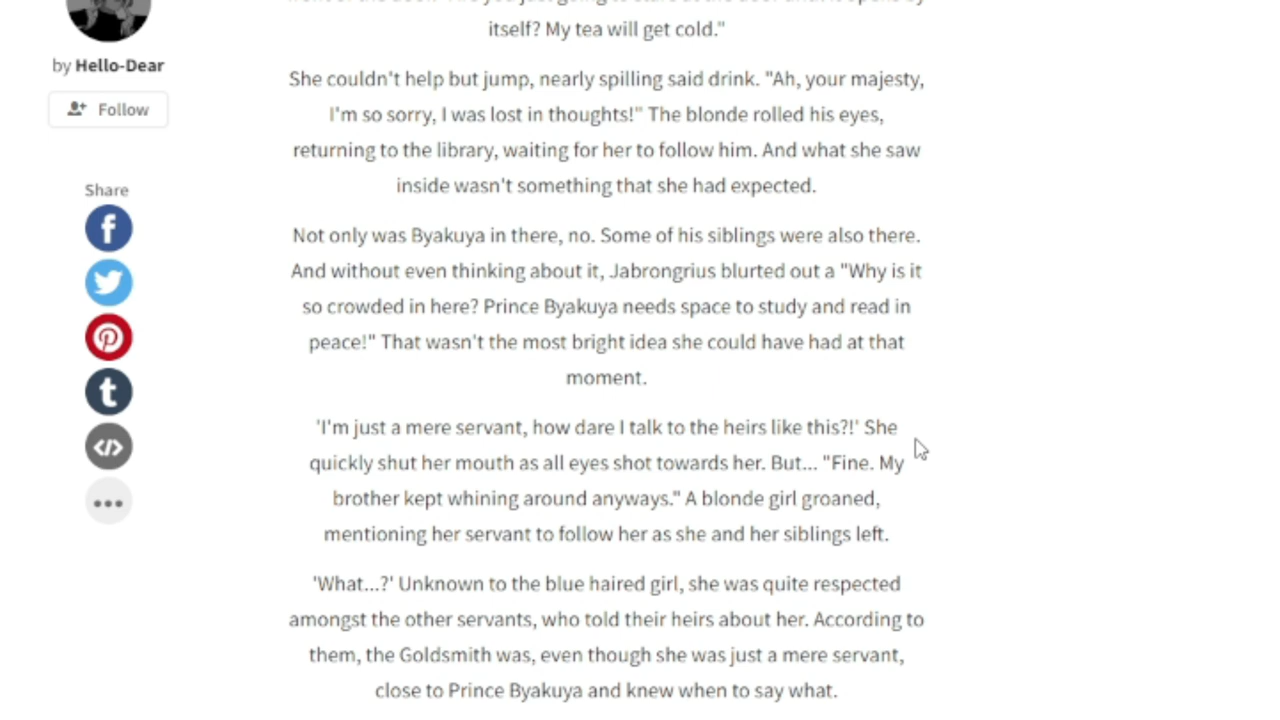 itself? My tea will get cold."
by Hello-Dear
She couldn't help but jump, nearly spilling said drink. "Ah, your majesty,
Follow
I'm so sorry, I was lost in thoughts!" The blonde rolled his eyes,
returning to the library, waiting for her to follow him. And what she saw
Share
inside wasn't something that she had expected.
Not only was Byakuya in there, no. Some of his siblings were also there.
And without even thinking about it, Jabrongrius blurted out a "Why is it
so crowded in here? Prince Byakuya needs space to study and read in
peace!" That wasn't the most bright idea she could have had at that
moment.
'I'm just a mere servant, how dare I talk to the heirs like this?!' She
quickly shut her mouth as all eyes shot towards her. But... "Fine. My
brother kept whining around anyways." A blonde girl groaned,
mentioning her servant to follow her as she and her siblings left.
'What...?' Unknown to the blue haired girl, she was quite respected
amongst the other servants, who told their heirs about her. According to
them, the Goldsmith was, even though she was just a mere servant,
close to Prince Byakuya and knew when to say what.